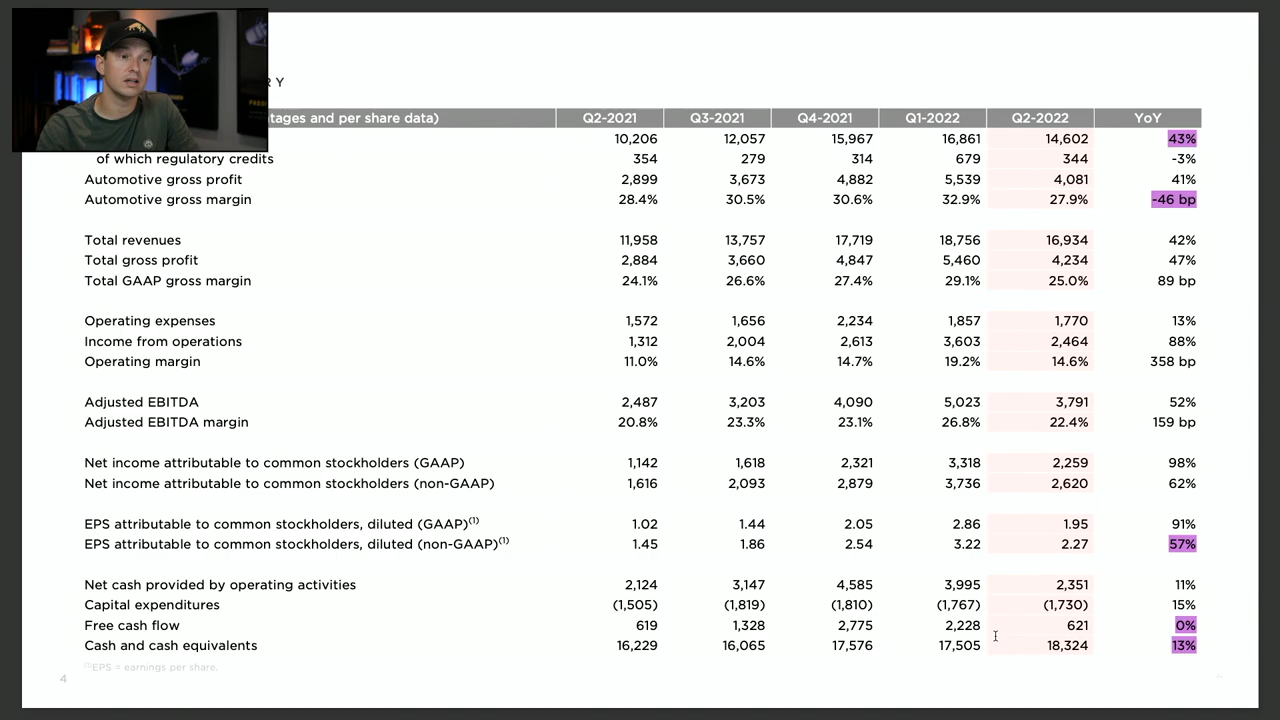 R Y
tages and per share data) Q2-2021 Q3-2021 Q4-2021 Q1-2022 Q2-2022 YoY
10,206 12,057 15,967 16,861 14,602 43%
of which regulatory credits 354 279 314 679 344 -3%
Automotive gross profit 2,899 3,673 4,882 5,539 4,081 41%
Automotive gross margin 28.4% 30.5% 30.6% 32.9% 27.9% -46 bp
Total revenues 11,958 13,757 17,719 18,756 16,934 42%
Total gross profit 2,884 3,660 4,847 5,460 4,234 47%
Total GAAP gross margin 24.1% 26.6% 27.4% 29.1% 25.0% 89 bp
Operating expenses 1,572 1,656 2,234 1,857 1,770 13%
Income from operations 1,312 2,004 2,613 3,603 2,464 88%
Operating margin 11.0% 14.6% 14.7% 19.2% 14.6% 358 bp
Adjusted EBITDA 2,487 3,203 4,090 5,023 3,791 52%
Adjusted EBITDA margin 20.8% 23.3% 23.1% 26.8% 22.4% 159 bp
Net income attributable to common stockholders (GAAP) 1,142 1,618 2,321 3,318 2,259 98%
Net income attributable to common stockholders (non-GAAP) 1,616 2,093 2,879 3,736 2,620 62%
EPS attributable to common stockholders, diluted (GAAP)(1) 1.02 1.44 2.05 2.86 1.95 91%
EPS attributable to common stockholders, diluted (non-GAAP)(1) 1.45 1.86 2.54 3.22 2.27 57%
Net cash provided by operating activities 2,124 3,147 4,585 3,995 2,351 11%
Capital expenditures (1,505) (1,819) (1,810) (1,767) (1,730) 15%
Free cash flow 619 1,328 2,775 2,228 621 0%
Cash and cash equivalents 16,229 16,065 17,576 17,505 18,324 13%
(1)EPS = earnings per share.
4